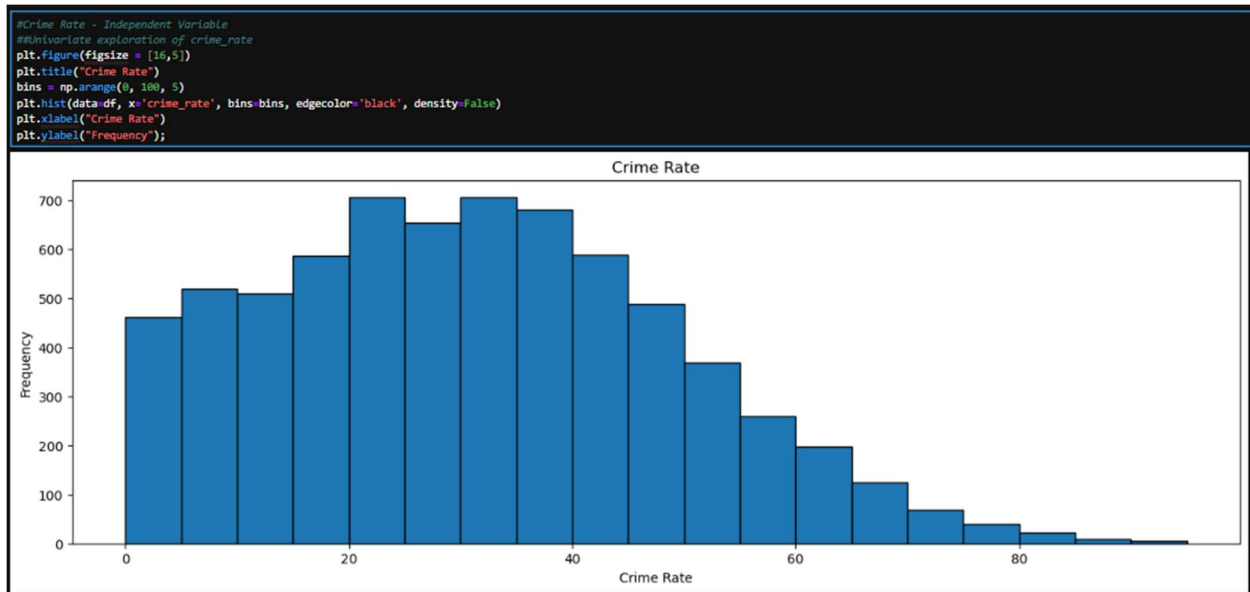 #Crime Rate - Independent Variable
##Univariate exploration of crime_rate
plt.figure(figsize = [16,5])
plt.title("Crime Rate")
bins = np.arange(0, 100, 5)
plt.hist(data=df, x='crime_rate', bins=bins, edgecolor='black', density=False)
plt.xlabel("Crime Rate")
plt.ylabel("Frequency");
Crime Rate
700
600
500
400
300
200
100
0
Frequency
0 20 40 60 80
Crime Rate